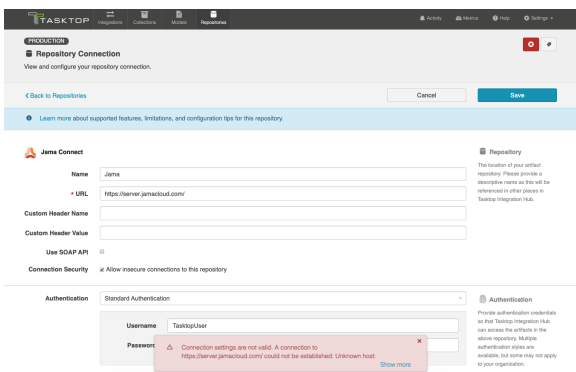 TASKTOP
Integrations Collections Models Repositories Activity Metrics Help Settings
PRODUCTION
Repository Connection
View and configure your repository connection.
Back to Repositories Cancel Save
Learn more about supported features, limitations, and configuration tips for this repository.
Jama Connect
Name Jama
* URL https://server.jamacloud.com/
Custom Header Name
Custom Header Value
Use SOAP API
Connection Security Allow insecure connections to this repository
Repository
The location of your artifact
repository. Please provide a
descriptive name as this will be
referenced in other places in
Tasktop Integration Hub.
Authentication Standard Authentication
Username TasktopUser
Password
Connection settings are not valid. A connection to
https://server.jamacloud.com/ could not be established: Unknown host.
Show more
Authentication
Provide authentication credentials
so that Tasktop Integration Hub
can access the artifacts in the
above repository. Multiple
authentication styles are
available, but some may not apply
to your organization.